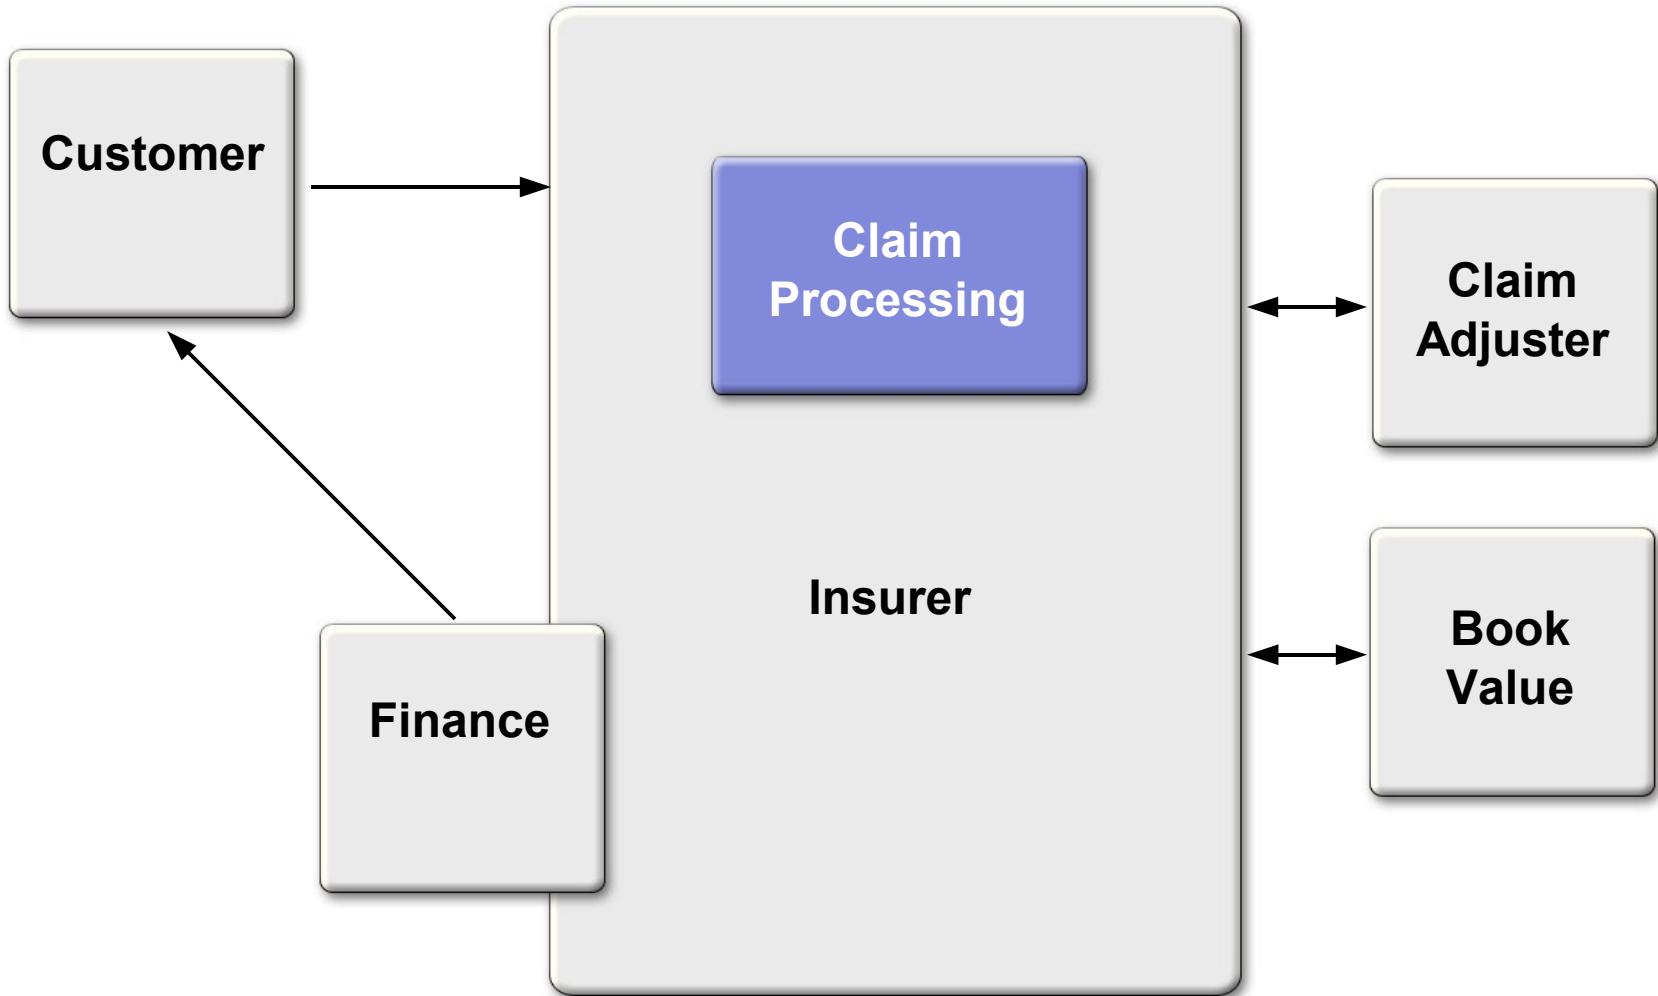 Customer
Claim
Processing
Claim
Adjuster
Insurer
Book
Value
Finance